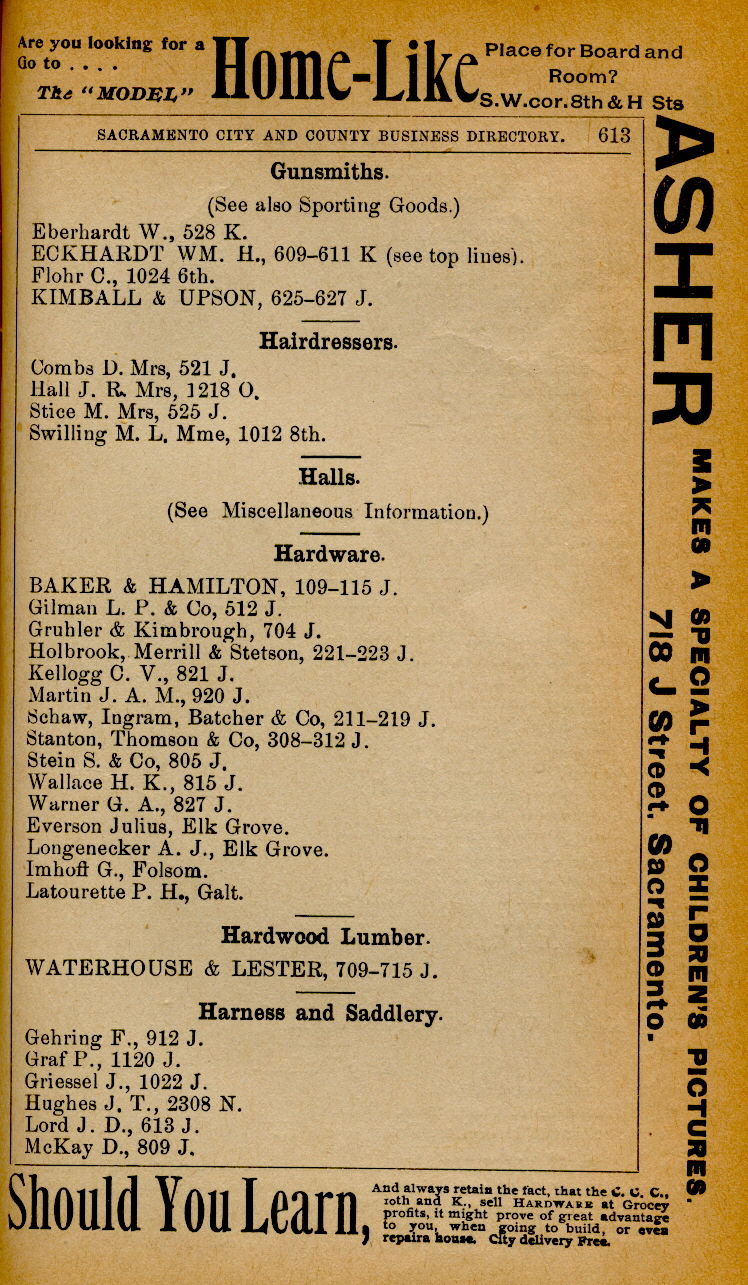 Are you looking for a
Go to . . . .
The "MODEL"
Home-Like
Place for Board and
Room?
S.W.cor.8th & H Sts
SACRAMENTO CITY AND COUNTY BUSINESS DIRECTORY. 613
Gunsmiths.
(See also Sporting Goods.)
Eberhardt W., 528 K.
ECKHARDT WM. H., 609–611 K (see top lines).
Flohr C., 1024 6th.
KIMBALL & UPSON, 625–627 J.
Hairdressers.
Combs D. Mrs, 521 J.
Hall J. R. Mrs, 1218 O.
Stice M. Mrs, 525 J.
Swilling M. L. Mme, 1012 8th.
Halls.
(See Miscellaneous Information.)
Hardware.
BAKER & HAMILTON, 109–115 J.
Gilman L. P. & Co, 512 J.
Gruhler & Kimbrough, 704 J.
Holbrook, Merrill & Stetson, 221–223 J.
Kellogg C. V., 821 J.
Martin J. A. M., 920 J.
Schaw, Ingram, Batcher & Co, 211–219 J.
Stanton, Thomson & Co, 308–312 J.
Stein S. & Co, 805 J.
Wallace H. K., 815 J.
Warner G. A., 827 J.
Everson Julius, Elk Grove.
Longenecker A. J., Elk Grove.
Imhoff G., Folsom.
Latourette P. H., Galt.
Hardwood Lumber.
WATERHOUSE & LESTER, 709–715 J.
Harness and Saddlery.
Gehring F., 912 J.
Graf P., 1120 J.
Griessel J., 1022 J.
Hughes J. T., 2308 N.
Lord J. D., 613 J.
McKay D., 809 J.
ASHER
MAKES A SPECIALTY OF CHILDREN'S PICTURES.
718 J Street. Sacramento.
Should You Learn,
And always retain the fact, that the C. C. C.,
10th and K., sell HARDWARE at Grocey
profits, it might prove of great advantage
to you, when going to build, or even
repaira house. City delivery Free.